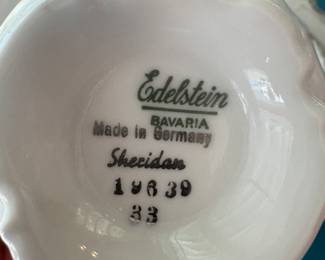 Edelstein
BAVARIA
Made in Germany
Sheridan
19639
33